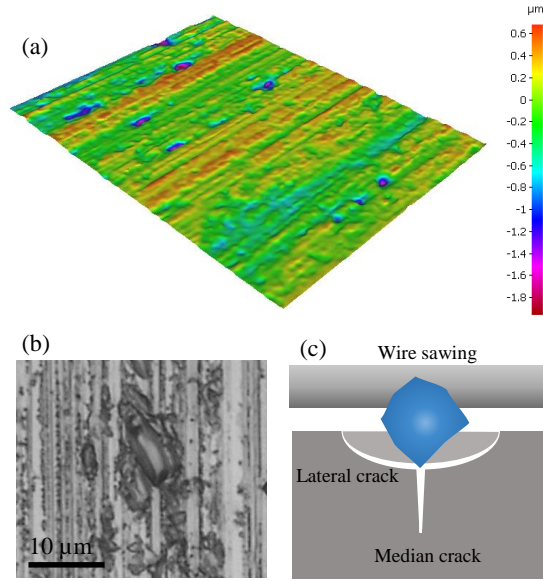 µm
(a)
0.6
0.4
0.2
0
-0.2
-0.4
-0.6
-0.8
-1
-1.2
-1.4
-1.6
-1.8
(b)
(c)
Wire sawing
Lateral crack
10 µm
Median crack